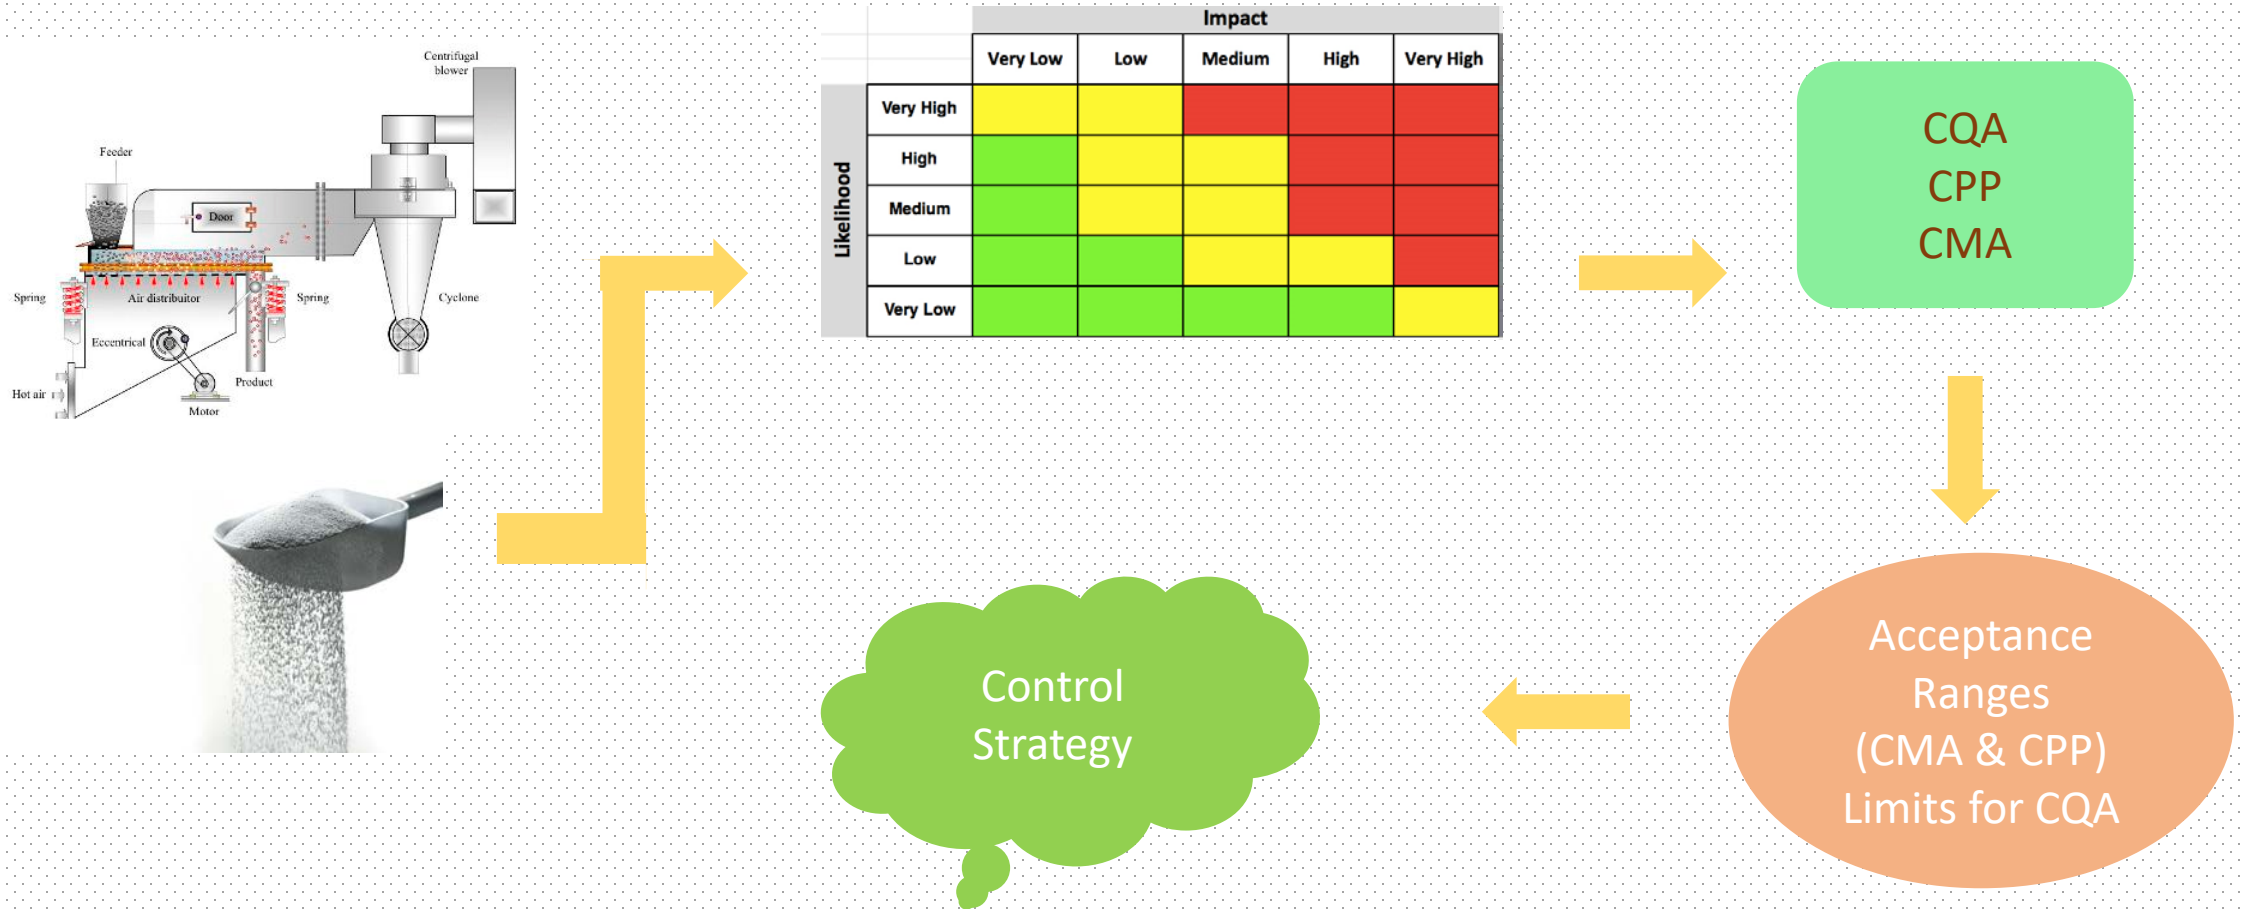 Centrifugal
blower
Feeder
Door
Spring
Air distribuitor
Spring
Cyclone
Eccentrical
Product
Hot air
Motor
Impact
Very Low Low Medium High Very High
Likelihood
Very High
High
Medium
Low
Very Low
CQA
CPP
CMA
Acceptance
Ranges
(CMA & CPP)
Limits for CQA
Control
Strategy